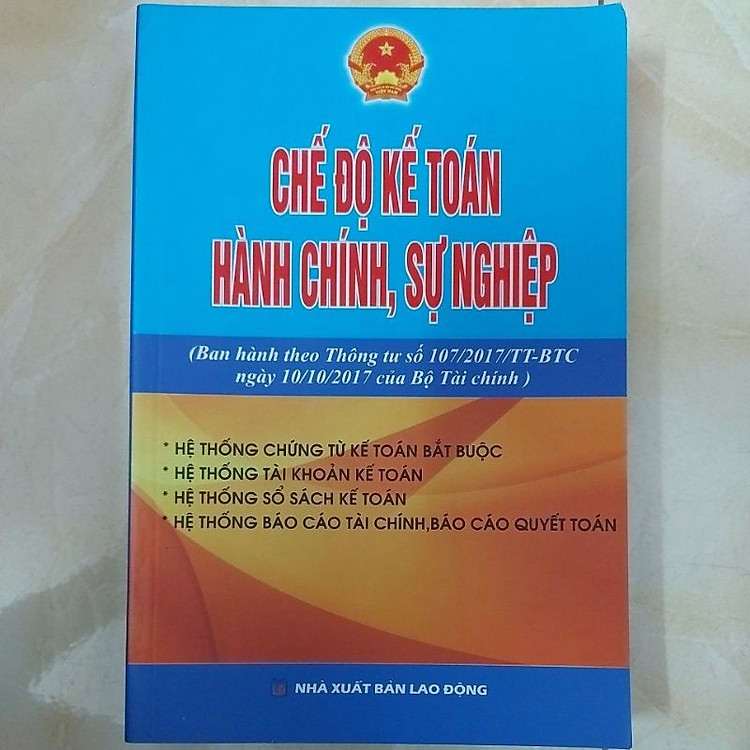 VIỆT NAM
CHẾ ĐỘ KẾ TOÁN
HÀNH CHÍNH, SỰ NGHIỆP
(Ban hành theo Thông tư số 107/2017/TT-BTC
ngày 10/10/2017 của Bộ Tài chính )
* HỆ THỐNG CHỨNG TỪ KẾ TOÁN BẮT BUỘC
* HỆ THỐNG TÀI KHOẢN KẾ TOÁN
* HỆ THỐNG SỔ SÁCH KẾ TOÁN
* HỆ THỐNG BÁO CÁO TÀI CHÍNH,BÁO CÁO QUYẾT TOÁN
NHÀ XUẤT BẢN LAO ĐỘNG